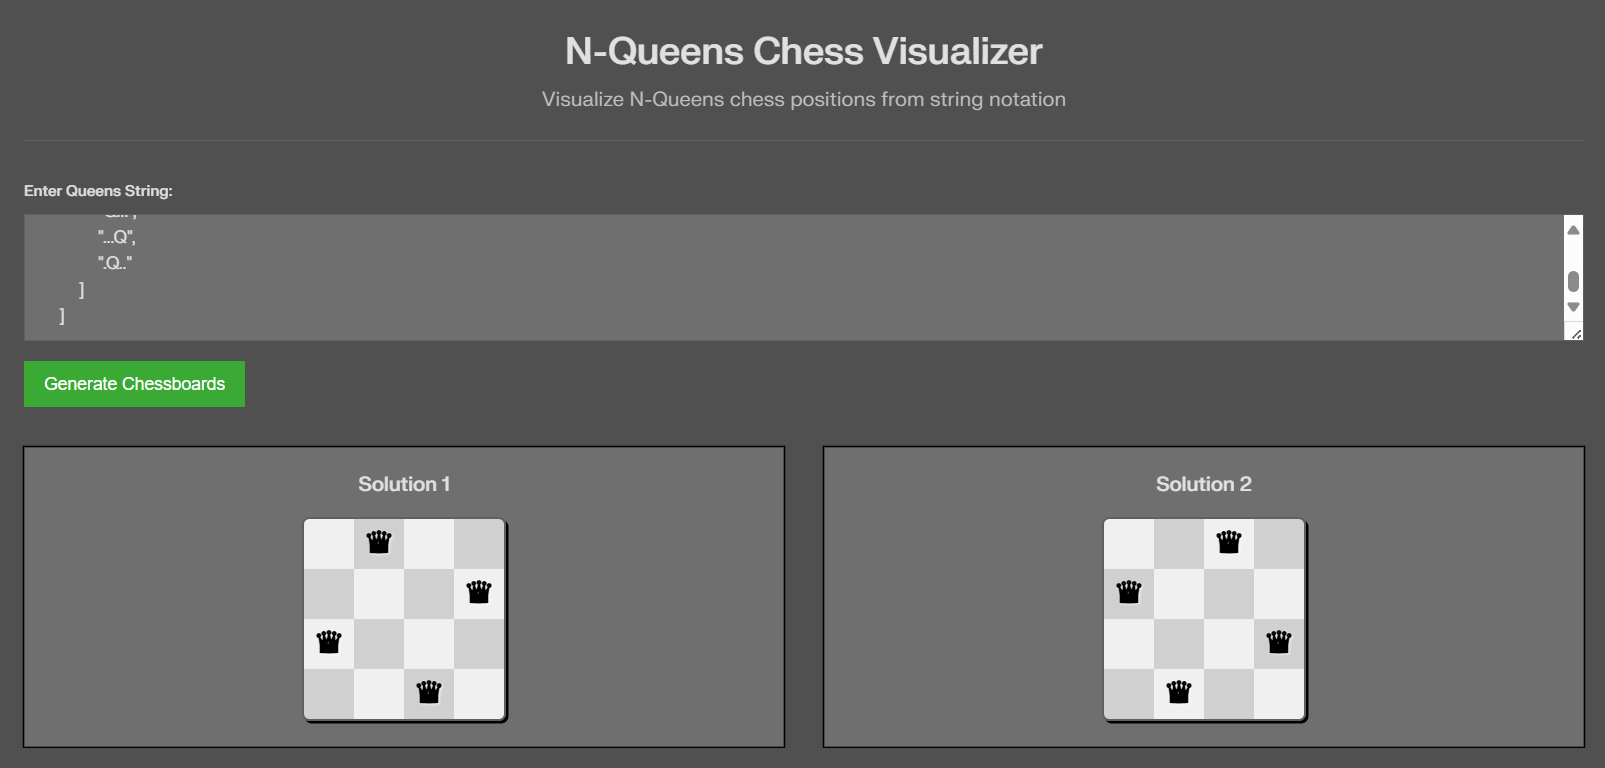 N-Queens Chess Visualizer
Visualize N-Queens chess positions from string notation
Enter Queens String:
"...Q",
".Q.."
]
]
Generate Chessboards
Solution 1
Solution 2